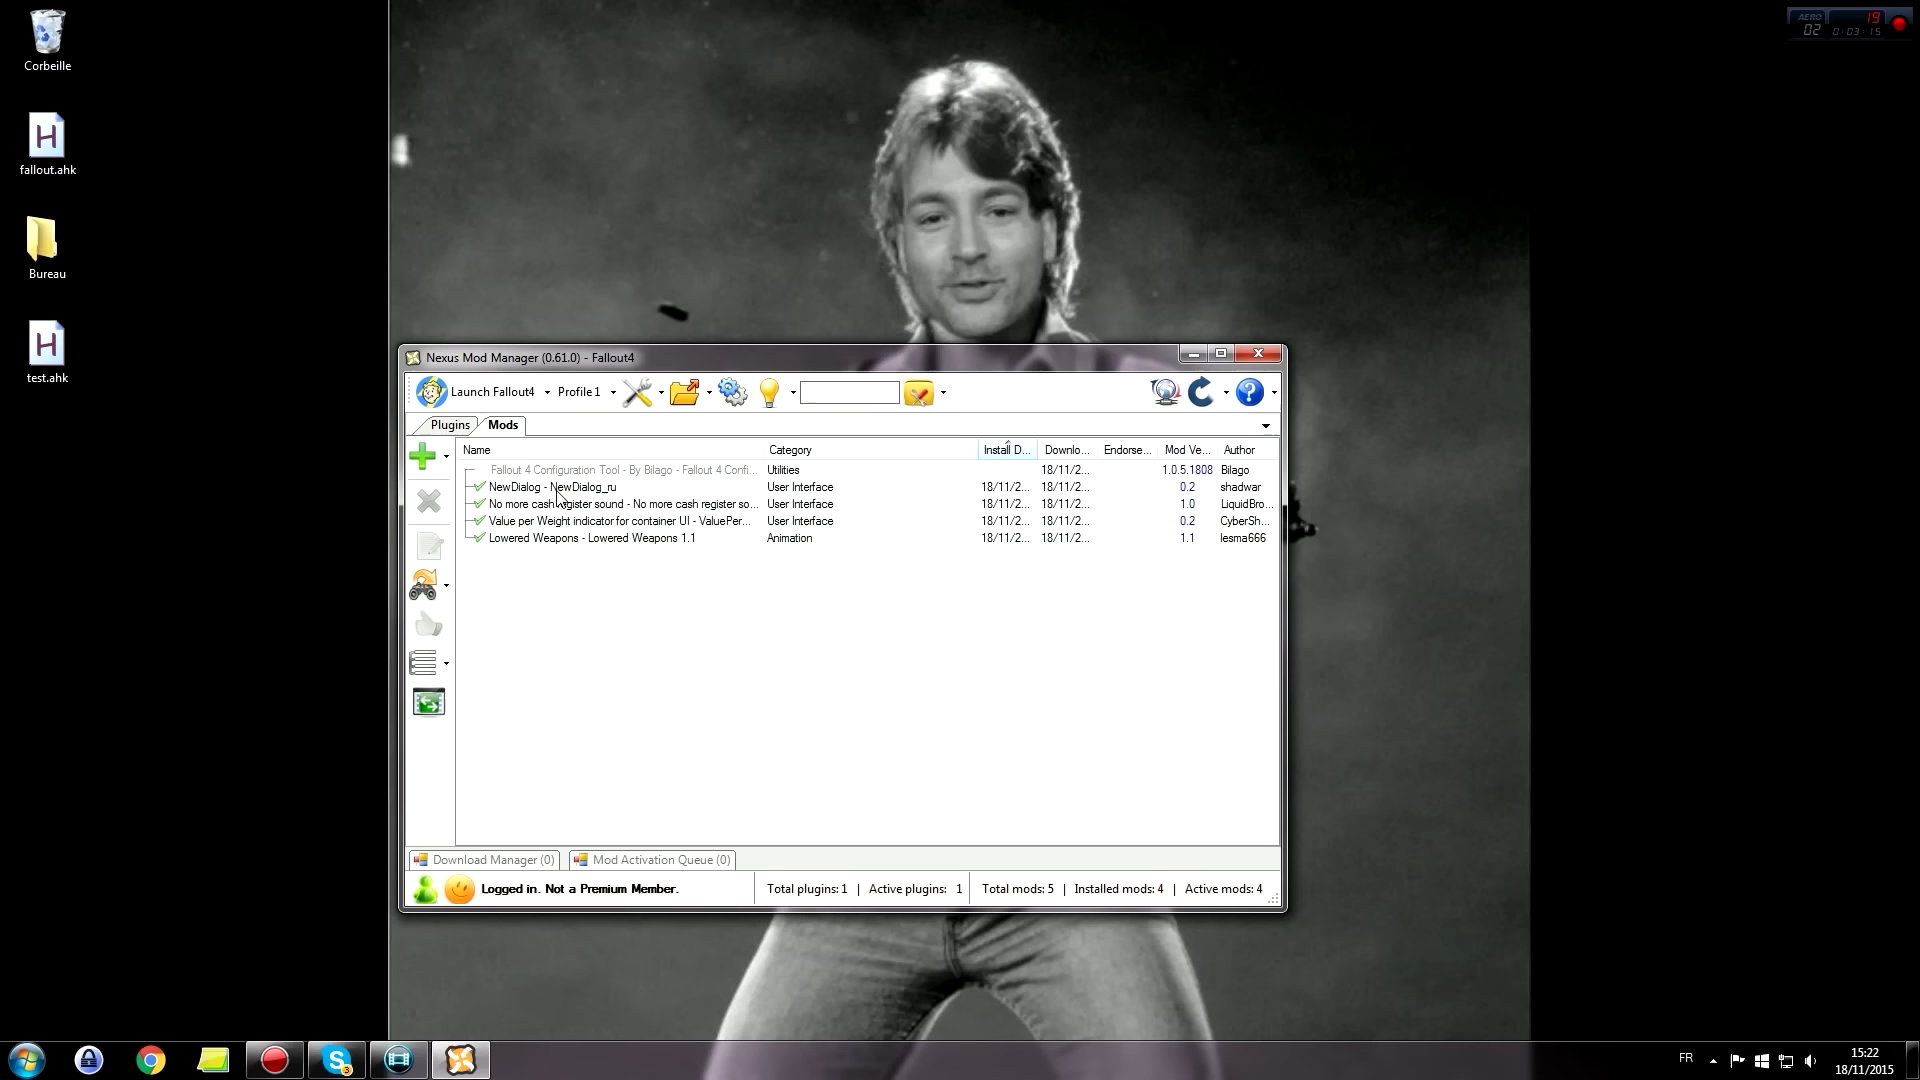 Corbeille
fallout.ahk
Bureau
test.ahk
AERO 19
02 0:03:15
Nexus Mod Manager (0.61.0) - Fallout4
Launch Fallout4 Profile 1
Plugins Mods
Name Category Install D... Downlo... Endorse... Mod Ve... Author
Fallout 4 Configuration Tool - By Bilago - Fallout 4 Confi... Utilities 18/11/2... 1.0.5.1808 Bilago
NewDialog - NewDialog_ru User Interface 18/11/2... 18/11/2... 0.2 shadwar
No more cash register sound - No more cash register so... User Interface 18/11/2... 18/11/2... 1.0 LiquidBro...
Value per Weight indicator for container UI - ValuePer... User Interface 18/11/2... 18/11/2... 0.2 CyberSh...
Lowered Weapons - Lowered Weapons 1.1 Animation 18/11/2... 18/11/2... 1.1 lesma666
Download Manager (0) Mod Activation Queue (0)
Logged in. Not a Premium Member. Total plugins: 1 | Active plugins: 1 Total mods: 5 | Installed mods: 4 | Active mods: 4
3
FR
15:22
18/11/2015